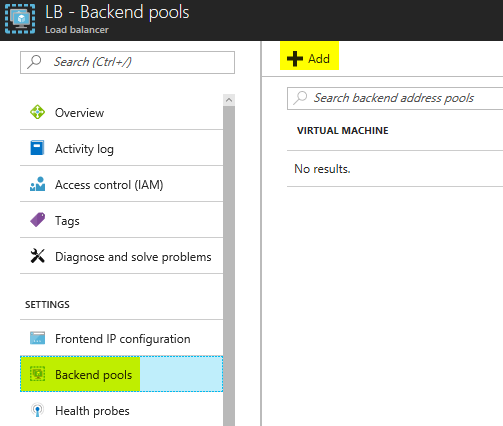 LB - Backend pools
Load balancer
Search (Ctrl+/)
Overview
Activity log
Access control (IAM)
Tags
Diagnose and solve problems
SETTINGS
Frontend IP configuration
Backend pools
Health probes
Add
Search backend address pools
VIRTUAL MACHINE
No results.